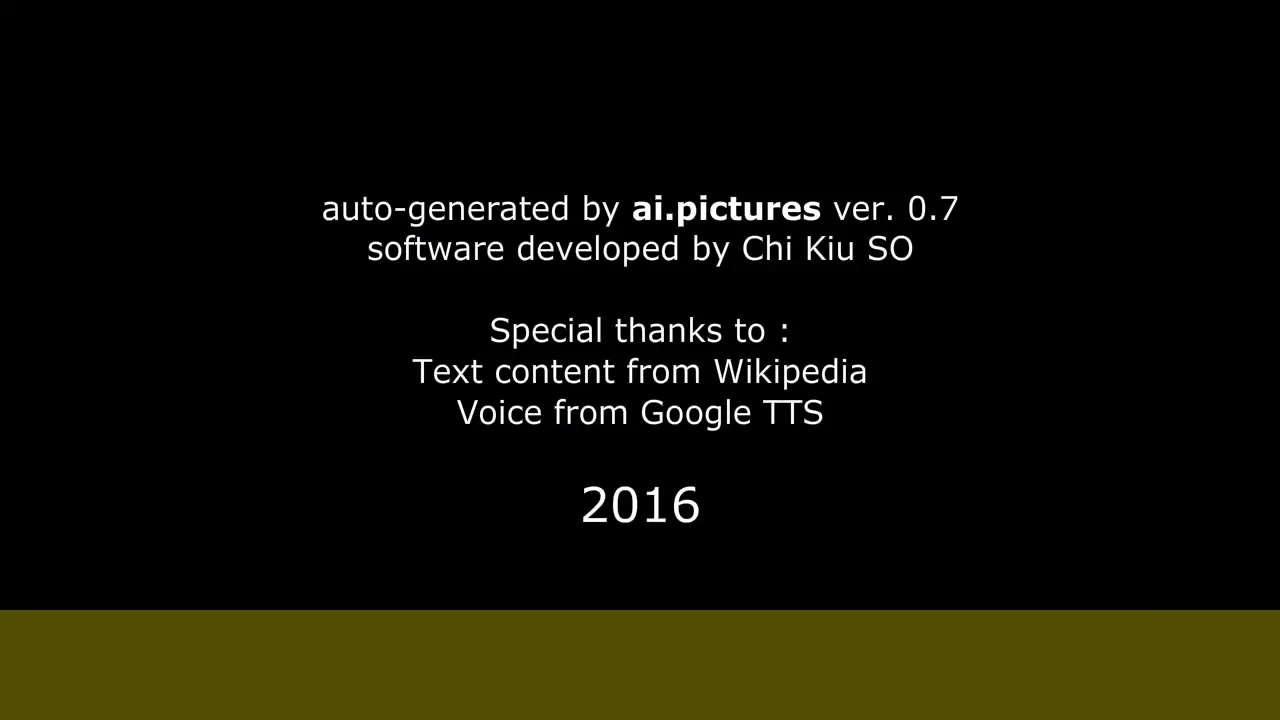 auto-generated by ai.pictures ver. 0.7
software developed by Chi Kiu SO
Special thanks to :
Text content from Wikipedia
Voice from Google TTS
2016